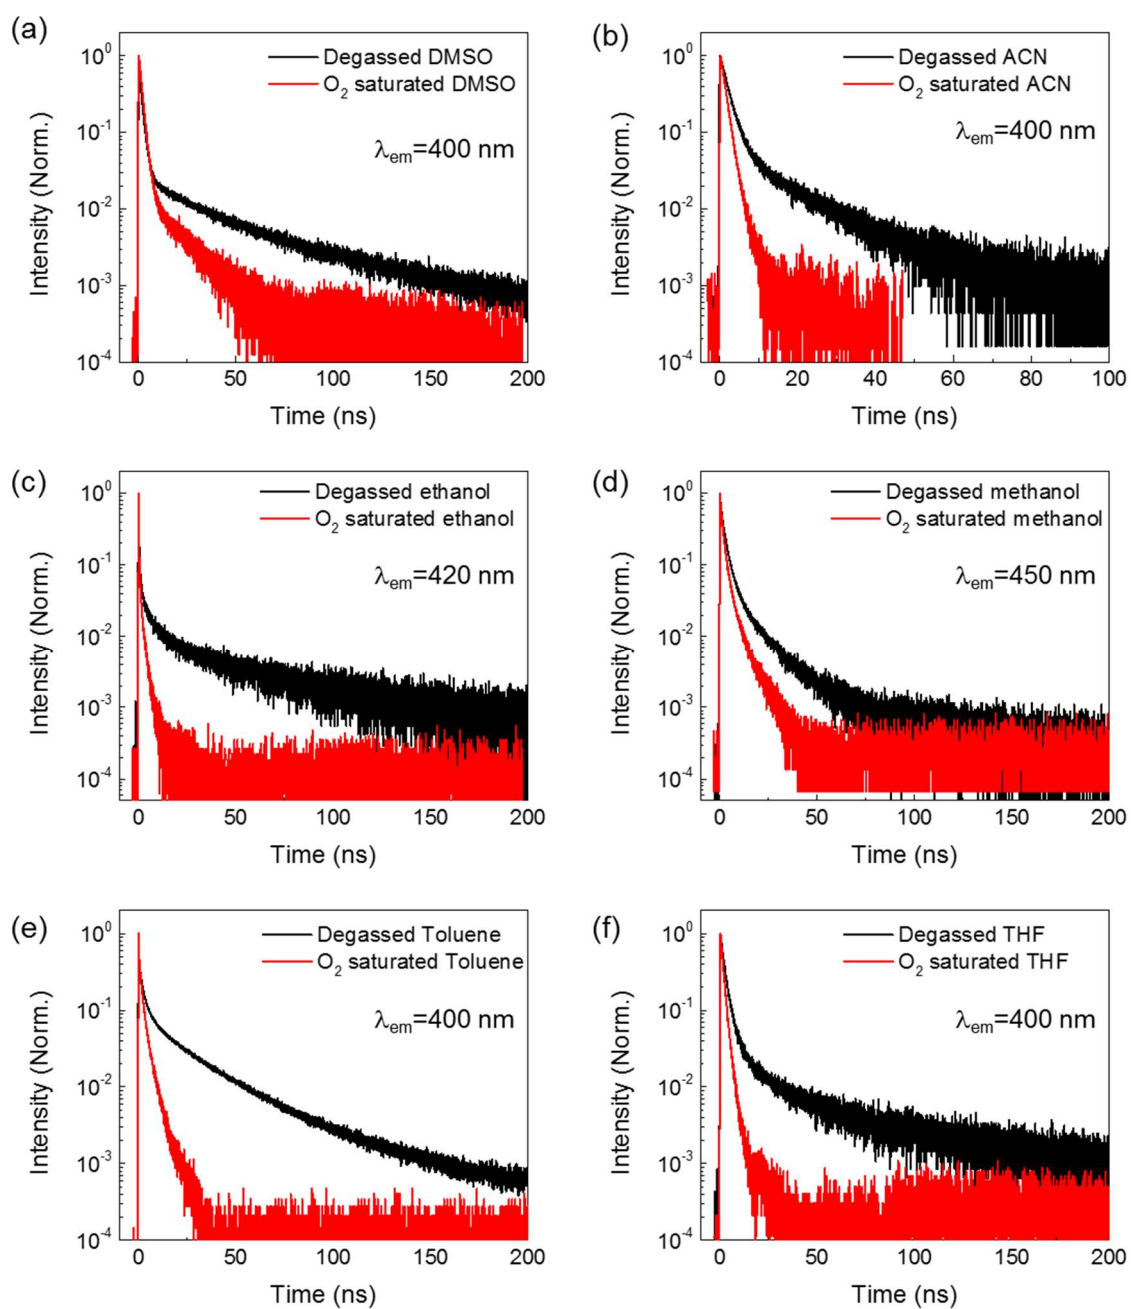 (a)
Degassed DMSO
O2 saturated DMSO
λem=400 nm
10^0
10^-1
10^-2
10^-3
10^-4
Intensity (Norm.)
0 50 100 150 200
Time (ns)
(b)
Degassed ACN
O2 saturated ACN
λem=400 nm
10^0
10^-1
10^-2
10^-3
10^-4
Intensity (Norm.)
0 20 40 60 80 100
Time (ns)
(c)
Degassed ethanol
O2 saturated ethanol
λem=420 nm
10^0
10^-1
10^-2
10^-3
10^-4
Intensity (Norm.)
0 50 100 150 200
Time (ns)
(d)
Degassed methanol
O2 saturated methanol
λem=450 nm
10^0
10^-1
10^-2
10^-3
10^-4
Intensity (Norm.)
0 50 100 150 200
Time (ns)
(e)
Degassed Toluene
O2 saturated Toluene
λem=400 nm
10^0
10^-1
10^-2
10^-3
10^-4
Intensity (Norm.)
0 50 100 150 200
Time (ns)
(f)
Degassed THF
O2 saturated THF
λem=400 nm
10^0
10^-1
10^-2
10^-3
10^-4
Intensity (Norm.)
0 50 100 150 200
Time (ns)